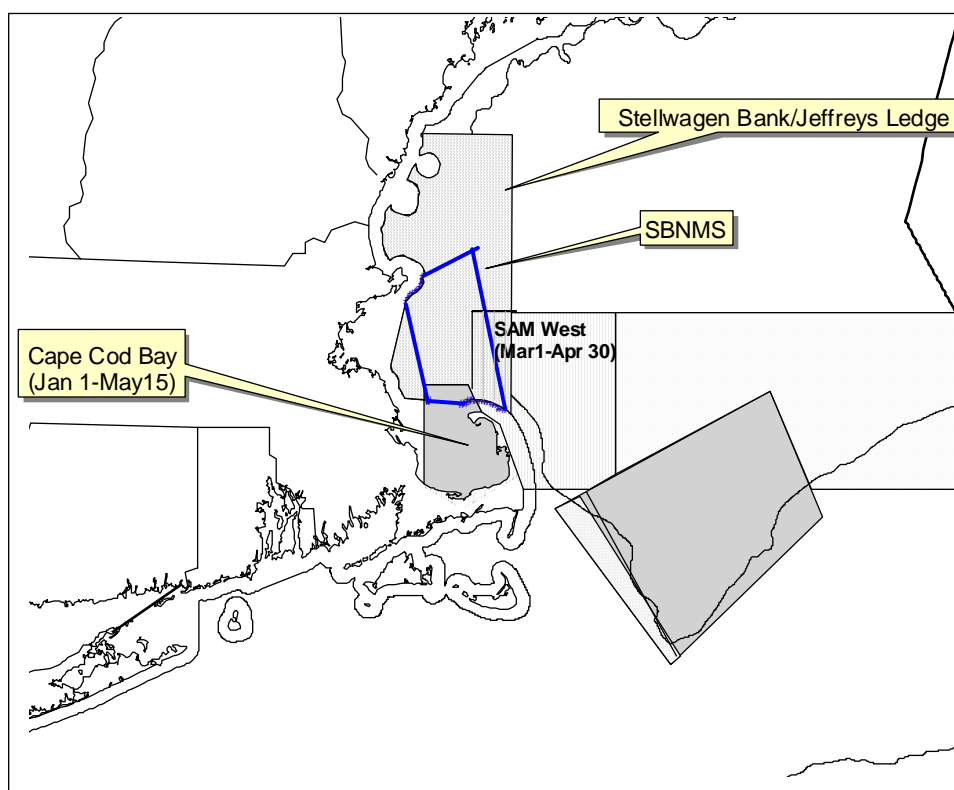 Stellwagen Bank/Jeffreys Ledge
SBNMS
SAM West
(Mar1-Apr 30)
Cape Cod Bay
(Jan 1-May15)